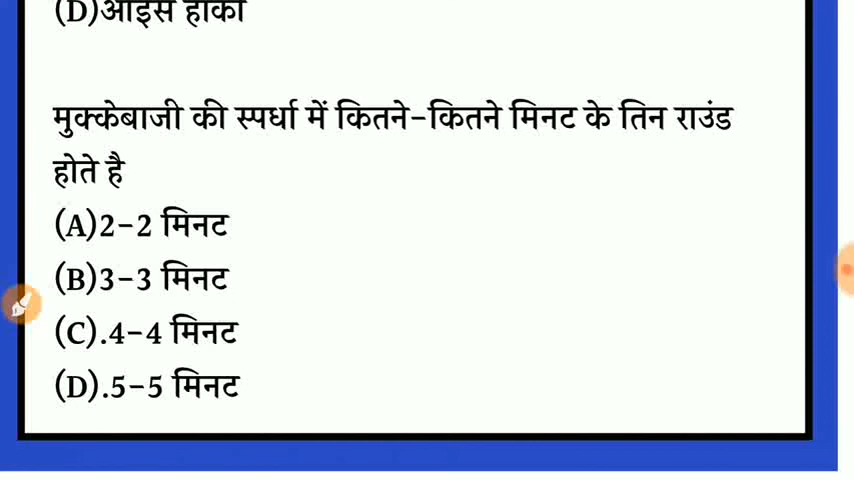 (D)आइस हाकी
मुक्केबाजी की स्पर्धा में कितने-कितने मिनट के तिन राउंड
होते है
(A)2-2 मिनट
(B)3-3 मिनट
(C).4-4 मिनट
(D).5-5 मिनट